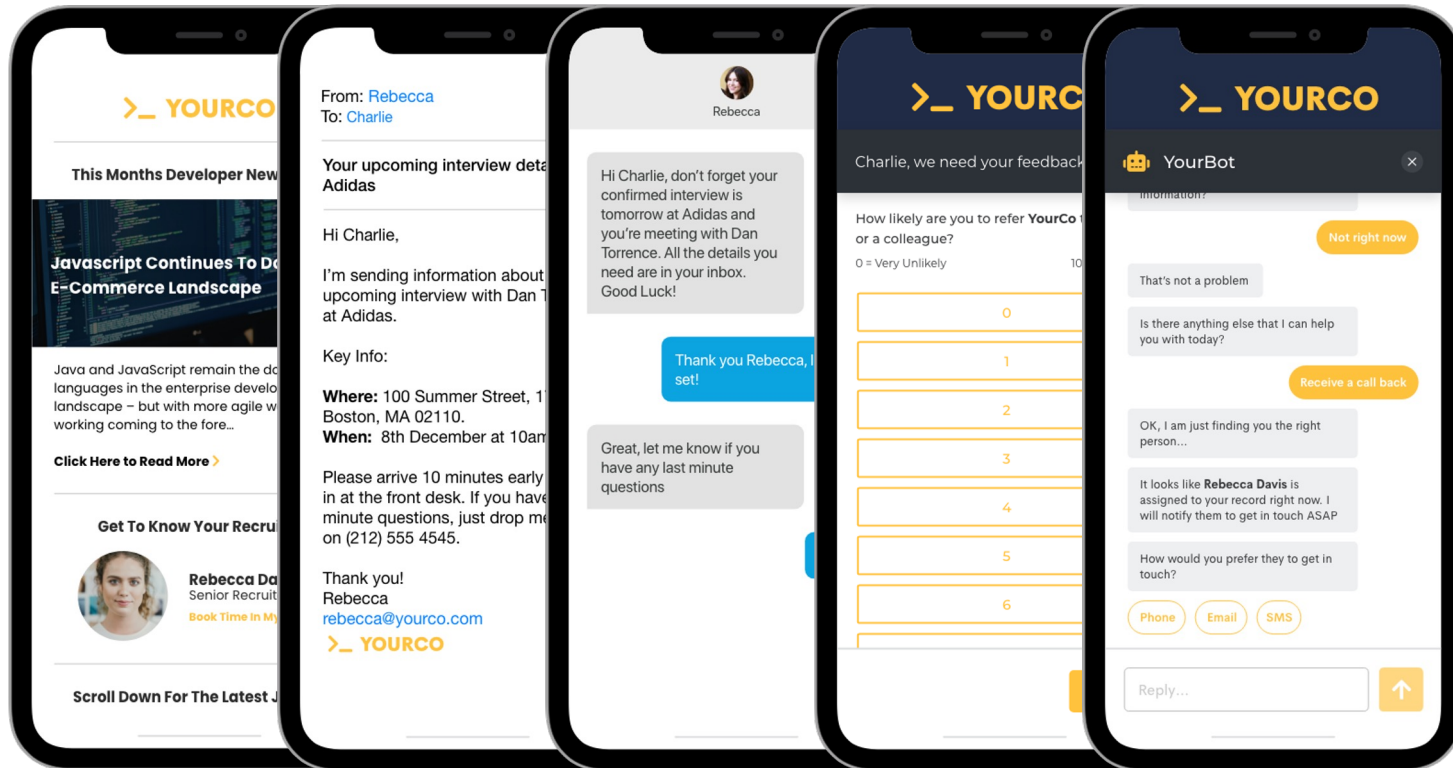 >_ YOURCO
This Months Developer New
Javascript Continues To Do
E-Commerce Landscape
Java and JavaScript remain the do
languages in the enterprise develo
landscape – but with more agile w
working coming to the fore...
Click Here to Read More >
Get To Know Your Recru
Rebecca Da
Senior Recruit
Book Time In My
Scroll Down For The Latest J
From: Rebecca
To: Charlie
Your upcoming interview deta
Adidas
Hi Charlie,
I'm sending information about
upcoming interview with Dan T
at Adidas.
Key Info:
Where: 100 Summer Street, 1
Boston, MA 02110.
When: 8th December at 10am
Please arrive 10 minutes early
in at the front desk. If you have
minute questions, just drop me
on (212) 555 4545.
Thank you!
Rebecca
rebecca@yourco.com
>_ YOURCO
Rebecca
Hi Charlie, don't forget your
confirmed interview is
tomorrow at Adidas and
you're meeting with Dan
Torrence. All the details you
need are in your inbox.
Good Luck!
Thank you Rebecca, I
set!
Great, let me know if you
have any last minute
questions
>_ YOURC
Charlie, we need your feedback
How likely are you to refer YourCo t
or a colleague?
0 = Very Unlikely 10
0
1
2
3
4
5
6
>_ YOURCO
YourBot
information?
Not right now
That's not a problem
Is there anything else that I can help
you with today?
Receive a call back
OK, I am just finding you the right
person...
It looks like Rebecca Davis is
assigned to your record right now. I
will notify them to get in touch ASAP
How would you prefer they to get in
touch?
Phone Email SMS
Reply...